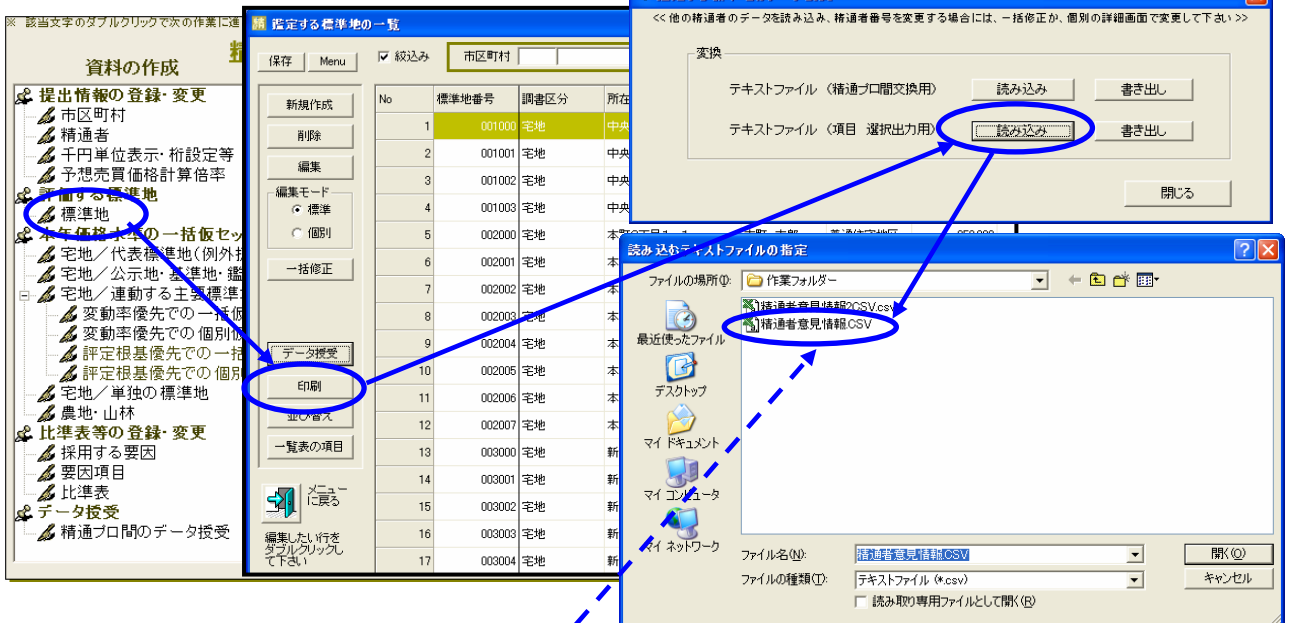 ※ 該当文字のダブルクリックで次の作業に進
精
資料の作成
提出情報の登録・変更
市区町村
精通者
千円単位表示・桁設定等
予想売買価格計算倍率
評価する標準地
標準地
本年価格水準の一括仮セッ
宅地／代表標準地(例外
宅地／公示地・基準地・鑑
宅地／連動する主要標準
変動率優先での一括仮
変動率優先での個別仮
評定根基優先での一括
評定根基優先での個別
宅地／単独の標準地
農地・山林
比準表等の登録・変更
採用する要因
要因項目
比準表
データ授受
精通プロ間のデータ授受
精 鑑定する標準地の一覧
保存 Menu
絞込み
市区町村
新規作成
削除
編集
編集モード
標準
個別
一括修正
データ授受
印刷
並び替え
一覧表の項目
メニューに戻る
編集したい行を
ダブルクリックし
て下さい
No 標準地番号 調書区分 所在
1 001000 宅地 中央
2 001001 宅地 中央
3 001002 宅地 中央
4 001003 宅地 中央
5 002000 宅地
6 002001 宅地 本
7 002002 宅地 本
8 002003 宅地 本
9 002004 宅地 本
10 002005 宅地 本
11 002006 宅地 本
12 002007 宅地 本
13 003000 宅地 新
14 003001 宅地 新
15 003002 宅地 新
16 003003 宅地 新
17 003004 宅地 新
<<他の精通者のデータを読み込み、精通者番号を変更する場合には、一括修正か、個別の詳細画面で変更して下さい>>
変換
テキストファイル （精通プロ間交換用） 読み込み 書き出し
テキストファイル （項目 選択出力用） 読み込み 書き出し
閉じる
読み込むテキストファイルの指定
ファイルの場所(I): 作業フォルダー
精通者意見情報2CSV.csv
精通者意見情報.CSV
最近使ったファイル
デスクトップ
マイ ドキュメント
マイ コンピュータ
マイ ネットワーク
ファイル名(N): 精通者意見情報.CSV 開く(O)
ファイルの種類(T): テキストファイル (*.csv) キャンセル
読み取り専用ファイルとして開く(R)